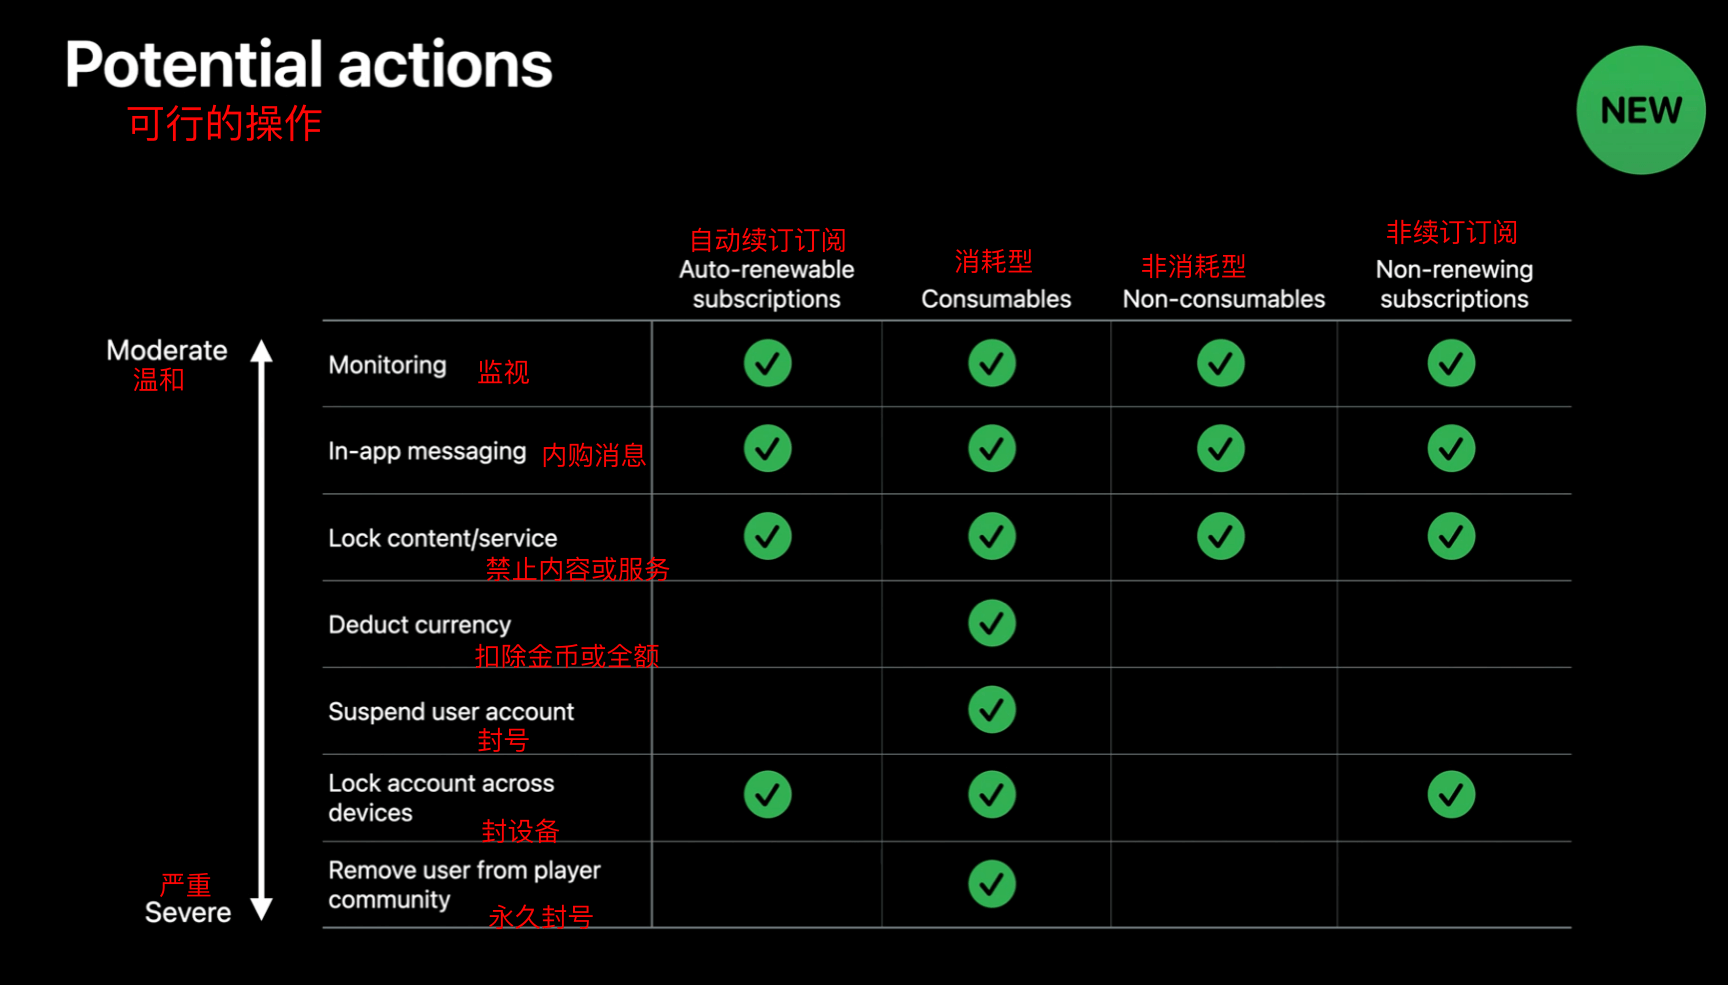 Potential actions
可行的操作
NEW
自动续订订阅
Auto-renewable
subscriptions
消耗型
Consumables
非消耗型
Non-consumables
非续订订阅
Non-renewing
subscriptions
Moderate
温和
Monitoring 监视
In-app messaging 内购消息
Lock content/service
禁止内容或服务
Deduct currency
扣除金币或全额
Suspend user account
封号
Lock account across
devices
封设备
Remove user from player
community
永久封号
严重
Severe